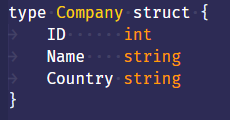 type Company struct {
    ID      int
    Name    string
    Country string
}